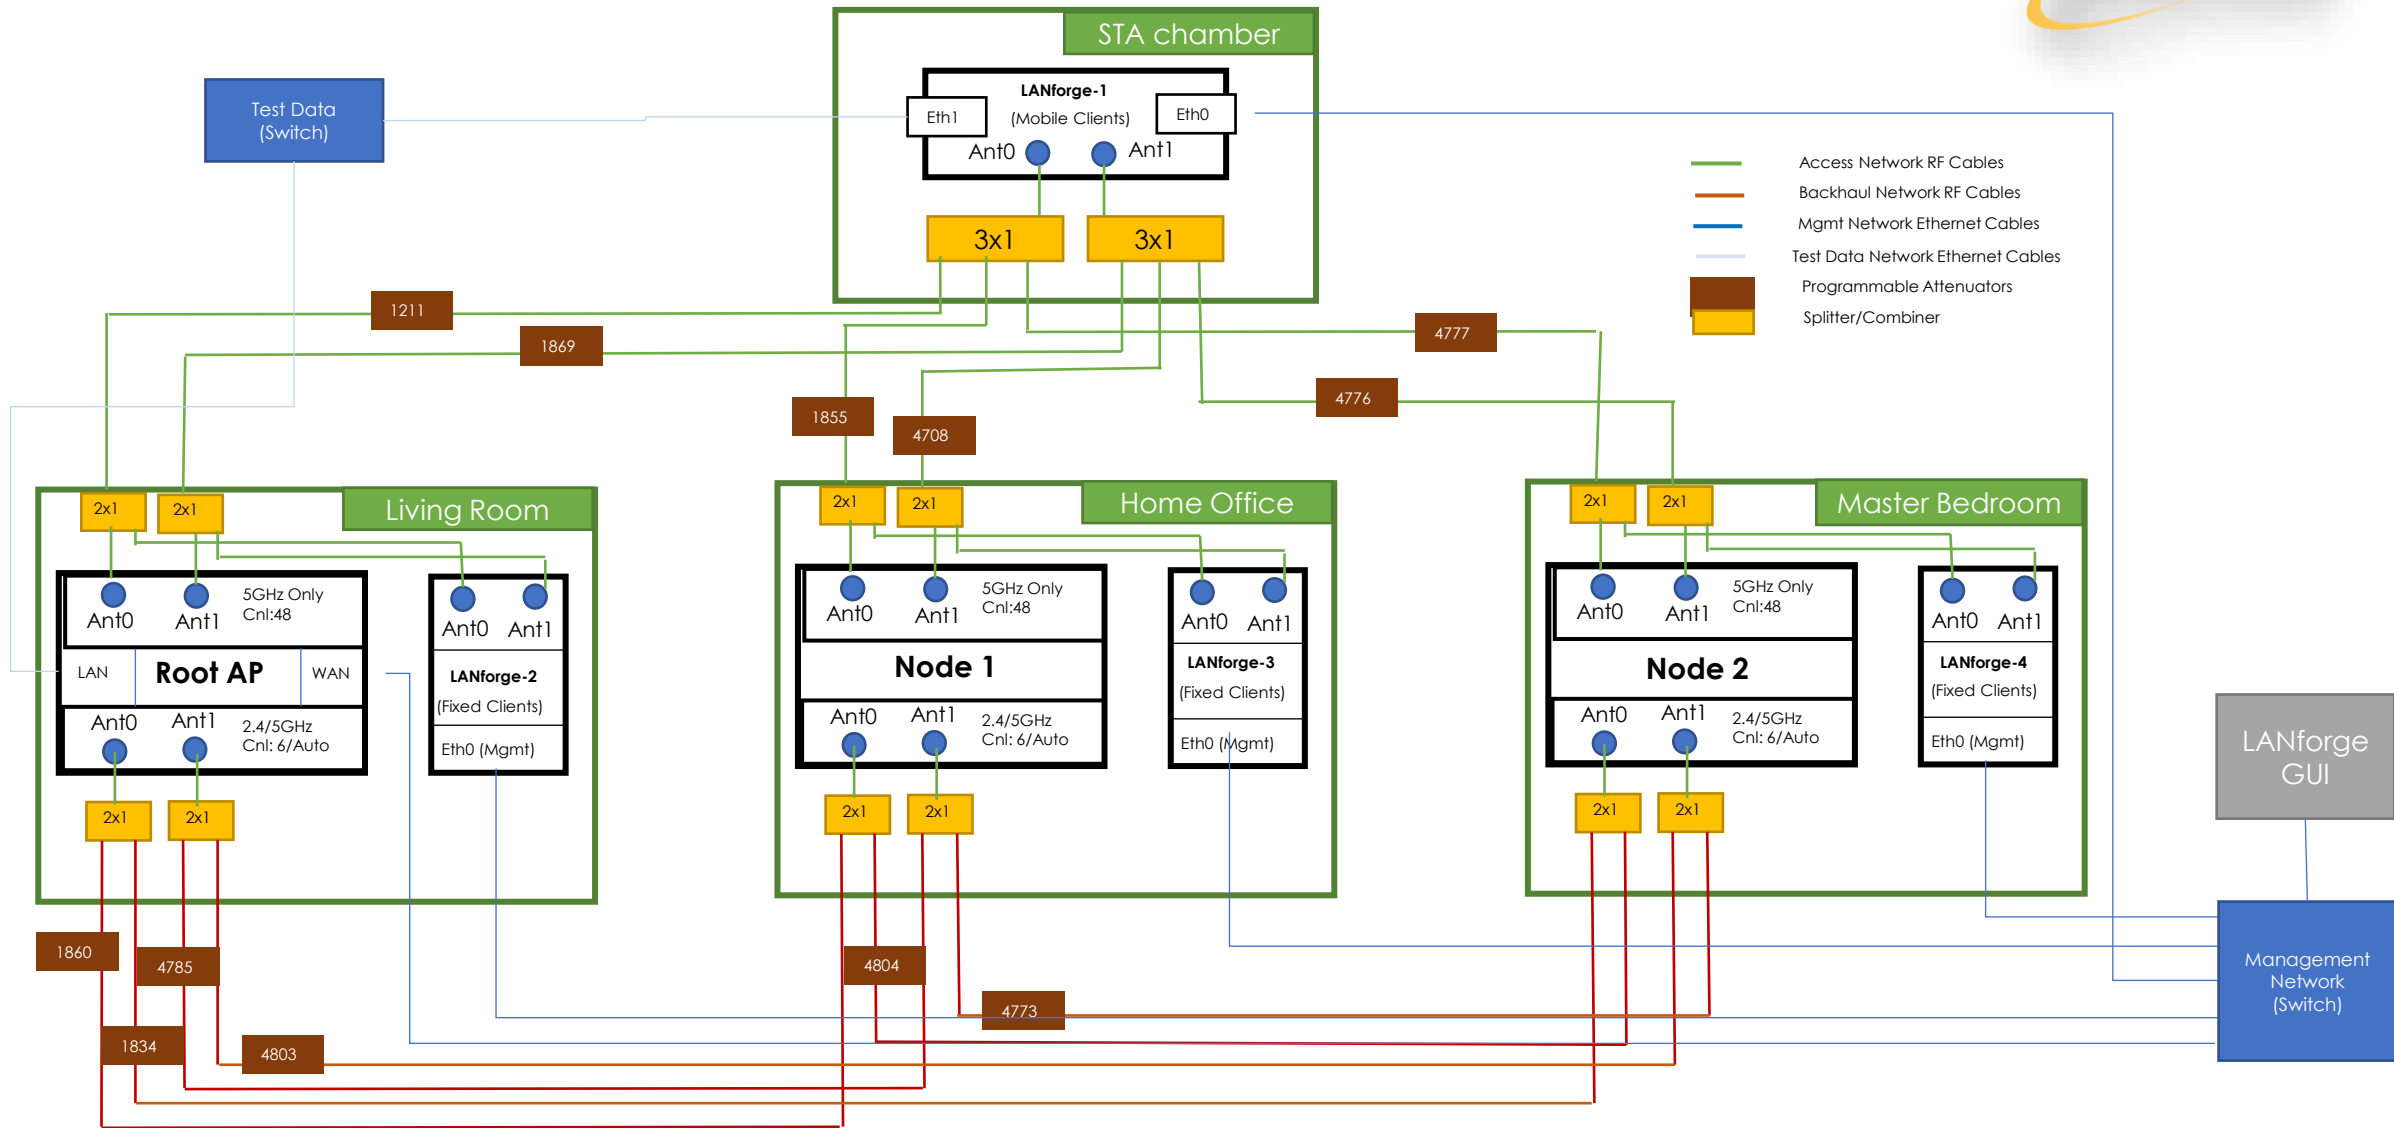 STA chamber
LANforge-1
(Mobile Clients)
Eth1
Eth0
Ant0
Ant1
3x1
3x1
Test Data
(Switch)
Access Network RF Cables
Backhaul Network RF Cables
Mgmt Network Ethernet Cables
Test Data Network Ethernet Cables
Programmable Attenuators
Splitter/Combiner
1211
1869
1855
4708
4777
4776
Living Room
2x1
2x1
Ant0
Ant1
5GHz Only
Cnl:48
LAN
Root AP
WAN
Ant0
Ant1
2.4/5GHz
Cnl: 6/Auto
2x1
2x1
Ant0
Ant1
LANforge-2
(Fixed Clients)
Eth0 (Mgmt)
Home Office
2x1
2x1
Ant0
Ant1
5GHz Only
Cnl:48
Node 1
Ant0
Ant1
2.4/5GHz
Cnl: 6/Auto
2x1
2x1
Ant0
Ant1
LANforge-3
(Fixed Clients)
Eth0 (Mgmt)
Master Bedroom
2x1
2x1
Ant0
Ant1
5GHz Only
Cnl:48
Node 2
Ant0
Ant1
2.4/5GHz
Cnl: 6/Auto
2x1
2x1
Ant0
Ant1
LANforge-4
(Fixed Clients)
Eth0 (Mgmt)
LANforge
GUI
Management
Network
(Switch)
1860
4785
1834
4803
4804
4773